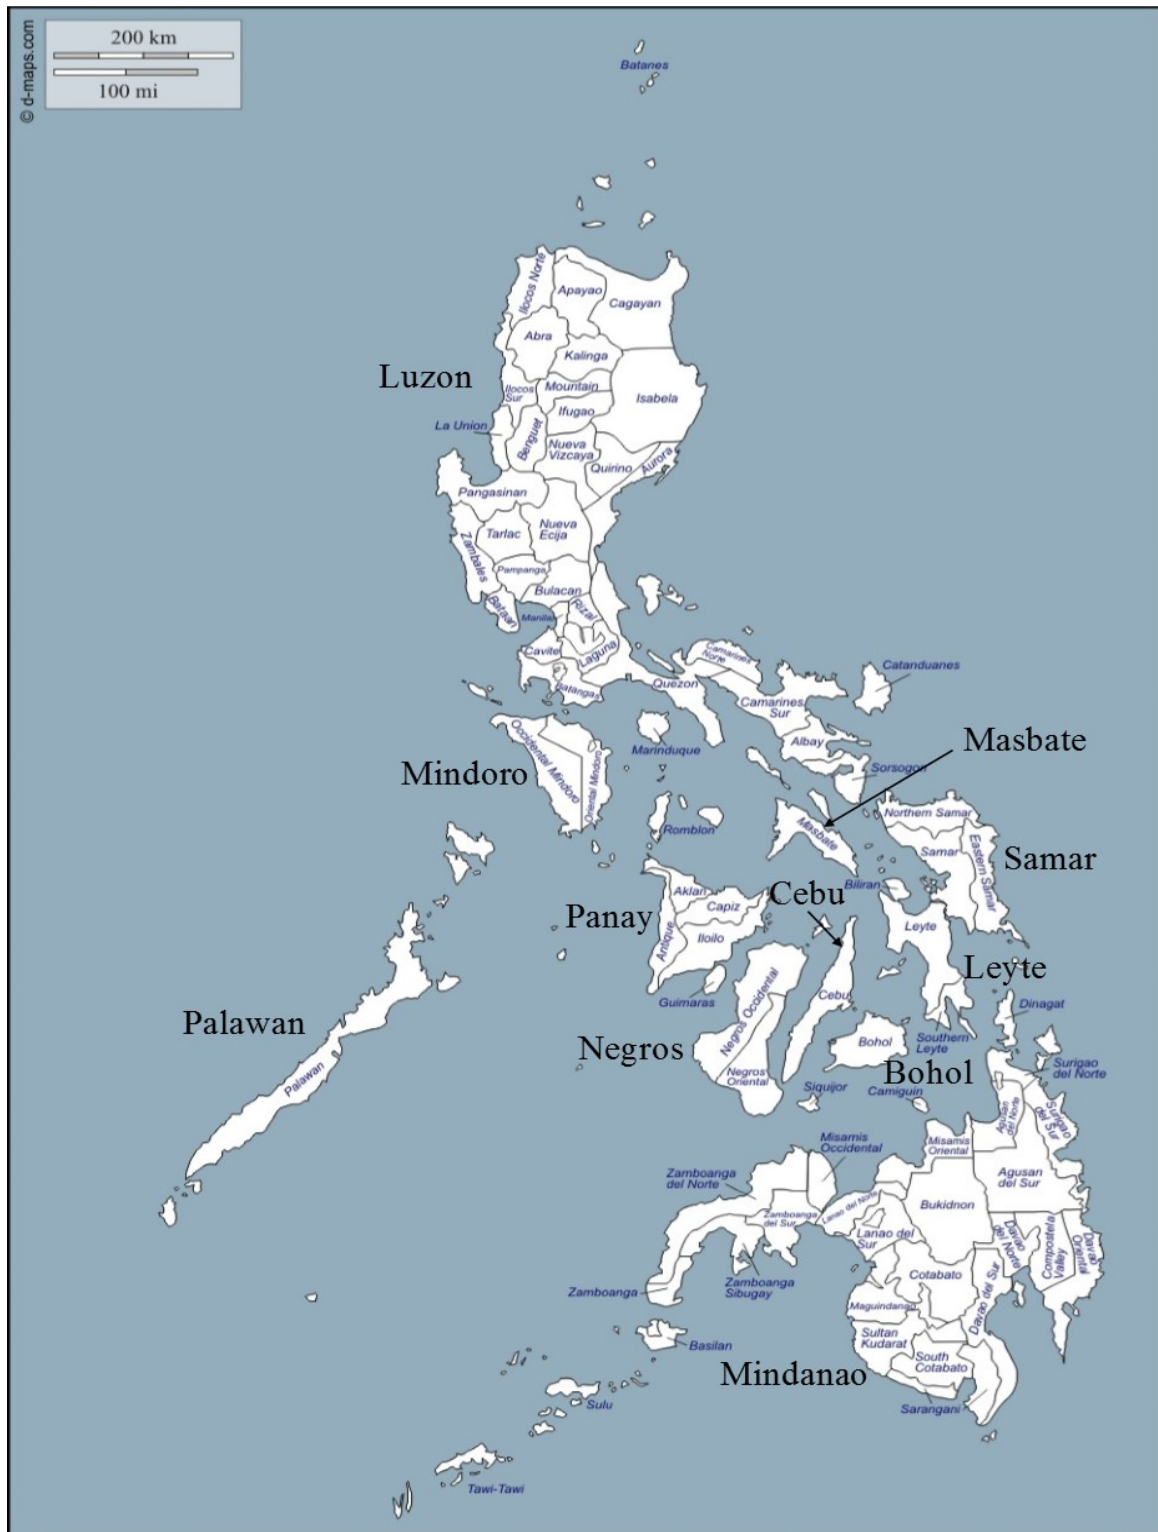 200 km
100 mi
© d-maps.com
Batanes
Ilocos Norte
Apayao
Cagayan
Abra
Kalinga
Luzon
Ilocos
Sur
Mountain
Isabela
Ifugao
La Union
Benguet
Nueva
Vizcaya
Quirino
Aurora
Pangasinan
Tarlac
Nueva
Ecija
Zambales
Pampanga
Bulacan
Bataan
Manila
Rizal
Cavite
Laguna
Batangas
Quezon
Camarines
Norte
Catanduanes
Camarines
Sur
Albay
Marinduque
Masbate
Sorsogon
Mindoro
Occidental Mindoro
Oriental Mindoro
Romblon
Masbate
Northern Samar
Samar
Eastern Samar
Samar
Biliran
Cebu
Aklan
Capiz
Panay
Antique
Iloilo
Leyte
Leyte
Guimaras
Negros Occidental
Cebu
Dinagat
Palawan
Palawan
Negros
Negros
Oriental
Bohol
Southern
Leyte
Bohol
Surigao
del Norte
Siquijor
Camiguin
Agusan
del Norte
Surigao
del Sur
Misamis
Occidental
Misamis
Oriental
Zamboanga
del Norte
Agusan
del Sur
Bukidnon
Lanao del Norte
Zamboanga
del Sur
Lanao del
Sur
Davao
del Norte
Compostela
Valley
Davao
Oriental
Zamboanga
Sibugay
Zamboanga
Cotabato
Davao del Sur
Maguindanao
Sultan
Kudarat
Basilan
South
Cotabato
Mindanao
Sarangani
Sulu
Tawi-Tawi